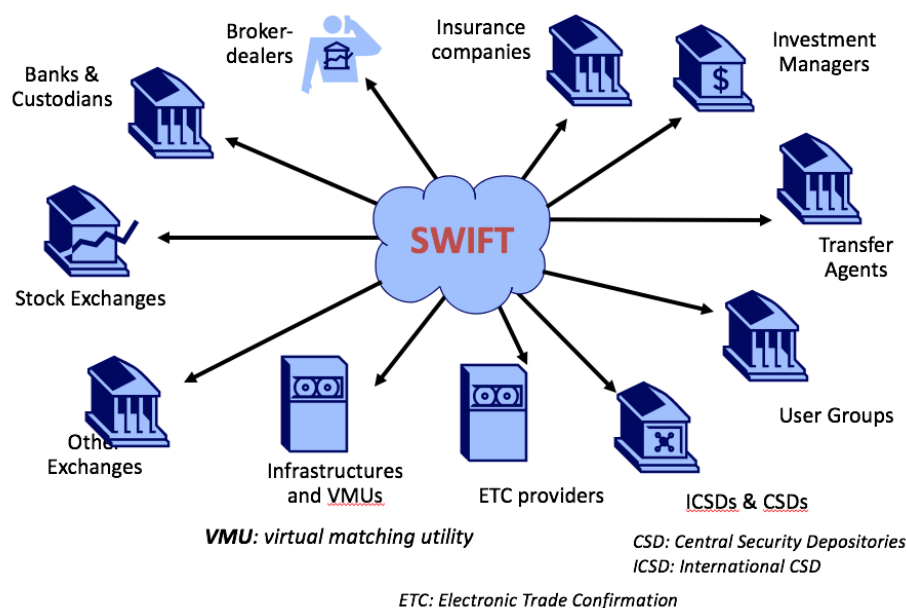 Broker-
dealers
Insurance
companies
Investment
Managers
Banks &
Custodians
$
SWIFT
Transfer
Agents
Stock Exchanges
User Groups
Other
Exchanges
Infrastructures
and VMUs
ETC providers
ICSDs & CSDs
VMU: virtual matching utility
CSD: Central Security Depositories
ICSD: International CSD
ETC: Electronic Trade Confirmation